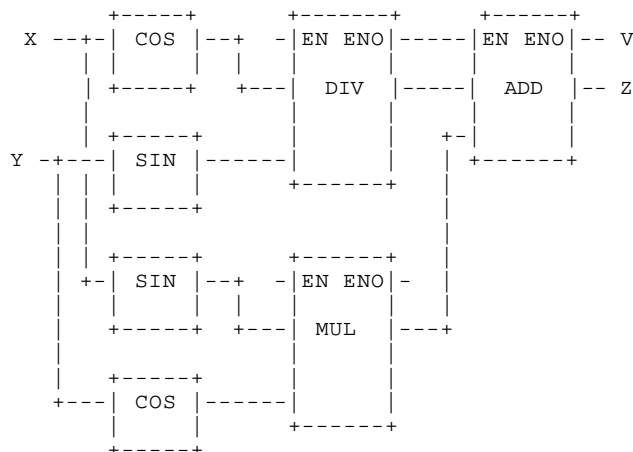 X COS EN ENO EN ENO V
DIV ADD Z
Y SIN
SIN EN ENO
MUL
COS